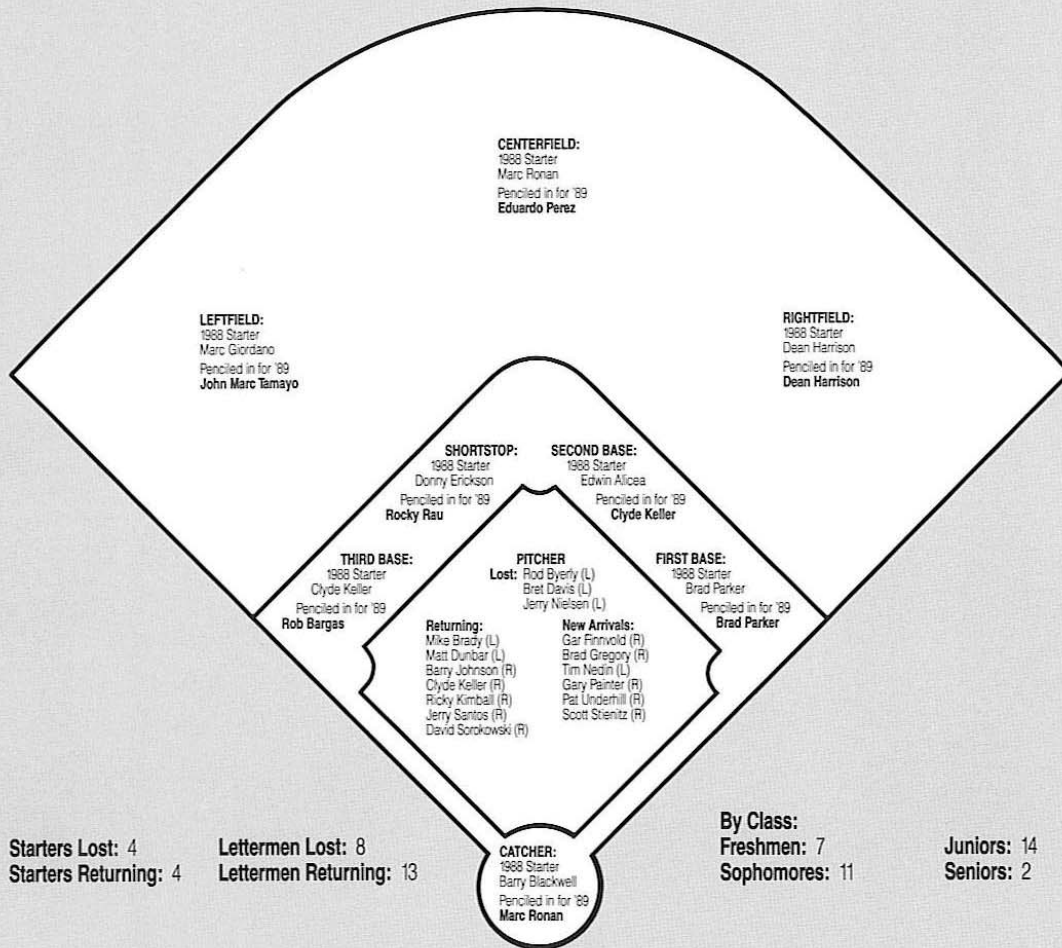 CENTERFIELD:
1988 Starter
Marc Ronan
Penciled in for '89
Eduardo Perez
LEFTFIELD:
1988 Starter
Marc Giordano
Penciled in for '89
John Marc Tamayo
RIGHTFIELD:
1988 Starter
Dean Harrison
Penciled in for '89
Dean Harrison
SHORTSTOP:
1988 Starter
Donny Erickson
Penciled in for '89
Rocky Rau
SECOND BASE:
1988 Starter
Edwin Alicea
Penciled in for '89
Clyde Keller
THIRD BASE:
1988 Starter
Clyde Keller
Penciled in for '89
Rob Bargas
PITCHER
Lost: Rod Byerly (L)
Bret Davis (L)
Jerry Nielsen (L)
Returning:
Mike Brady (L)
Matt Dunbar (L)
Barry Johnson (R)
Clyde Keller (R)
Ricky Kimball (R)
Jerry Santos (R)
David Sorokowski (R)
New Arrivals:
Gar Finnvold (R)
Brad Gregory (R)
Tim Nedin (L)
Gary Painter (R)
Pat Underhill (R)
Scott Stienitz (R)
FIRST BASE:
1988 Starter
Brad Parker
Penciled in for '89
Brad Parker
CATCHER:
1988 Starter
Barry Blackwell
Penciled in for '89
Marc Ronan
Starters Lost: 4
Starters Returning: 4
Lettermen Lost: 8
Lettermen Returning: 13
By Class:
Freshmen: 7
Sophomores: 11
Juniors: 14
Seniors: 2